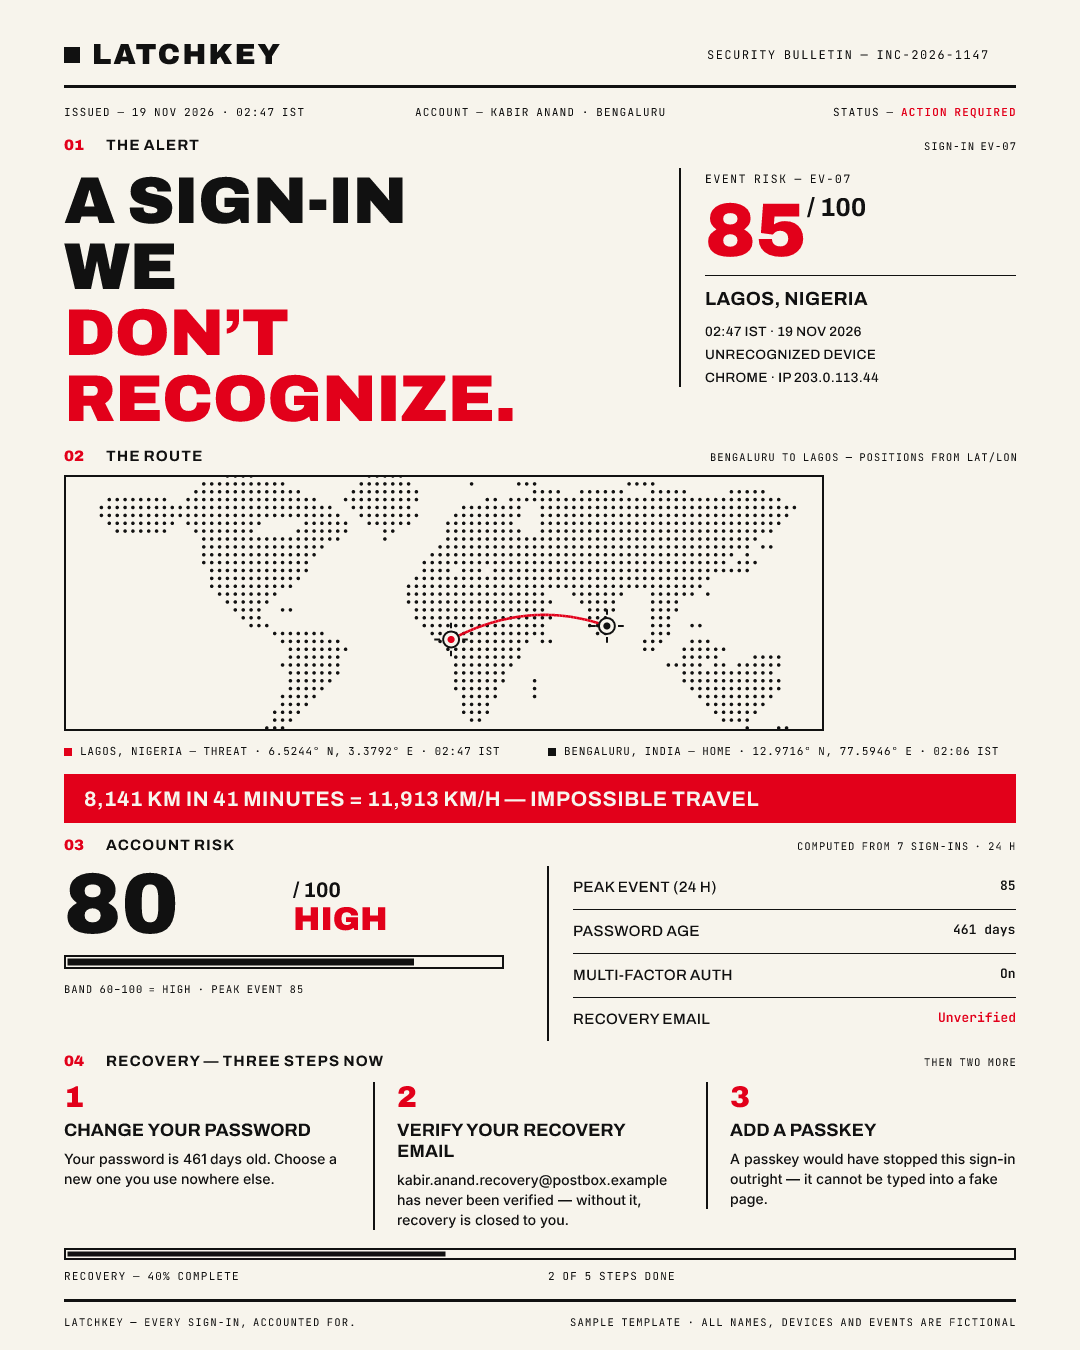 LATCHKEY
SECURITY BULLETIN — INC-2026-1147
ISSUED — 19 NOV 2026 · 02:47 IST
ACCOUNT — KABIR ANAND · BENGALURU
STATUS — ACTION REQUIRED
01 THE ALERT
SIGN-IN EV-07
A SIGN-IN
WE
DON’T
RECOGNIZE.
EVENT RISK — EV-07
85 / 100
LAGOS, NIGERIA
02:47 IST · 19 NOV 2026
UNRECOGNIZED DEVICE
CHROME · IP 203.0.113.44
02 THE ROUTE
BENGALURU TO LAGOS — POSITIONS FROM LAT/LON
LAGOS, NIGERIA — THREAT · 6.5244° N, 3.3792° E · 02:47 IST
BENGALURU, INDIA — HOME · 12.9716° N, 77.5946° E · 02:06 IST
8,141 KM IN 41 MINUTES = 11,913 KM/H — IMPOSSIBLE TRAVEL
03 ACCOUNT RISK
COMPUTED FROM 7 SIGN-INS · 24 H
80 / 100
HIGH
BAND 60–100 = HIGH · PEAK EVENT 85
PEAK EVENT (24 H) 85
PASSWORD AGE 461 days
MULTI-FACTOR AUTH On
RECOVERY EMAIL Unverified
04 RECOVERY — THREE STEPS NOW
THEN TWO MORE
1
CHANGE YOUR PASSWORD
Your password is 461 days old. Choose a
new one you use nowhere else.
2
VERIFY YOUR RECOVERY
EMAIL
kabir.anand.recovery@postbox.example
has never been verified — without it,
recovery is closed to you.
3
ADD A PASSKEY
A passkey would have stopped this sign-in
outright — it cannot be typed into a fake
page.
RECOVERY — 40% COMPLETE
2 OF 5 STEPS DONE
LATCHKEY — EVERY SIGN-IN, ACCOUNTED FOR.
SAMPLE TEMPLATE · ALL NAMES, DEVICES AND EVENTS ARE FICTIONAL